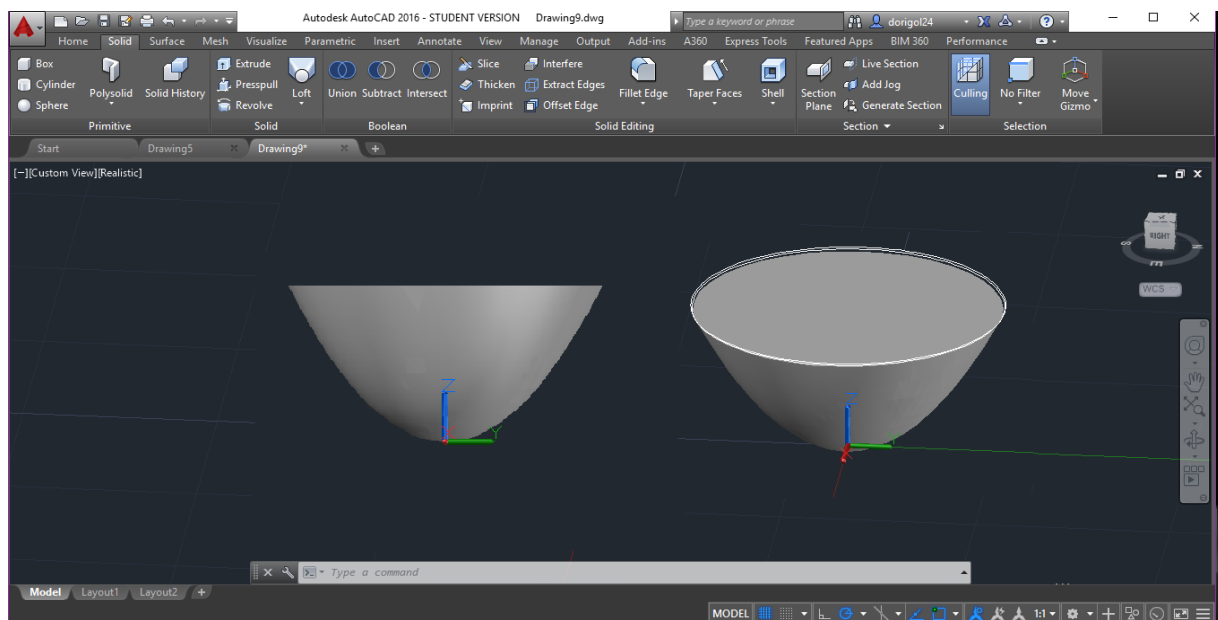 Autodesk AutoCAD 2016 - STUDENT VERSION Drawing9.dwg Type a keyword or phrase dorigol24
Home Solid Surface Mesh Visualize Parametric Insert Annotate View Manage Output Add-ins A360 Express Tools Featured Apps BIM 360 Performance
Box
Cylinder
Sphere
Polysolid
Solid History
Extrude
Presspull
Revolve
Loft
Union Subtract Intersect
Slice
Thicken
Imprint
Interfere
Extract Edges
Offset Edge
Fillet Edge
Taper Faces
Shell
Section
Plane
Live Section
Add Jog
Generate Section
Culling
No Filter
Move
Gizmo
Primitive Solid Boolean Solid Editing Section Selection
Start Drawing5 Drawing9* +
[–][Custom View][Realistic]
RIGHT
S
E
N
WCS
Z
Y
Type a command
Model Layout1 Layout2 +
MODEL 1:1